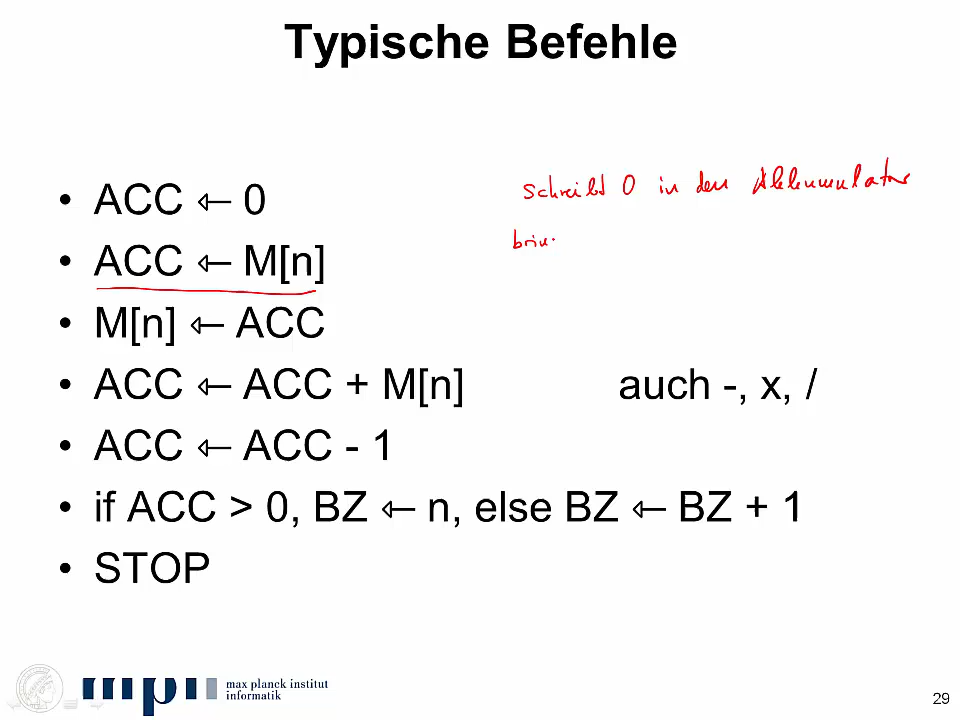 Typische Befehle
• ACC ← 0
schreibt 0 in den Akkumulator
• ACC ← M[n]
brin
• M[n] ← ACC
• ACC ← ACC + M[n] auch -, x, /
• ACC ← ACC - 1
• if ACC > 0, BZ ← n, else BZ ← BZ + 1
• STOP
max planck institut
informatik
29